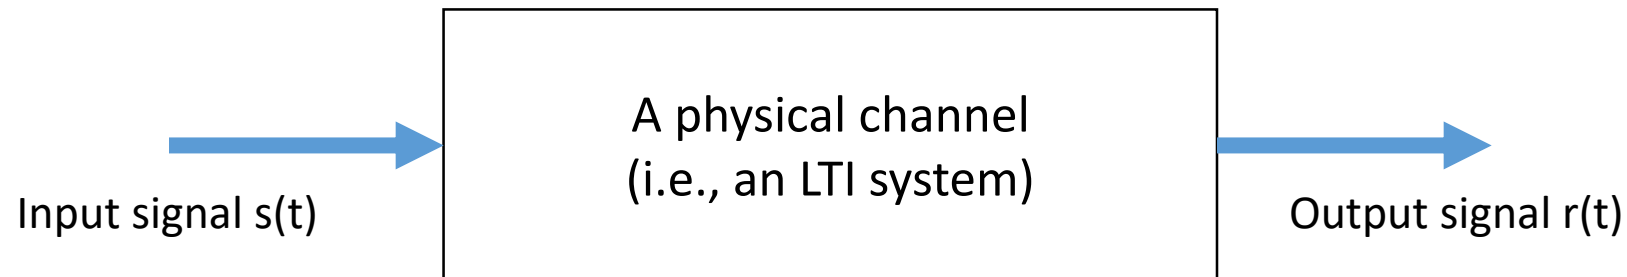 A physical channel
(i.e., an LTI system)
Input signal s(t)
Output signal r(t)